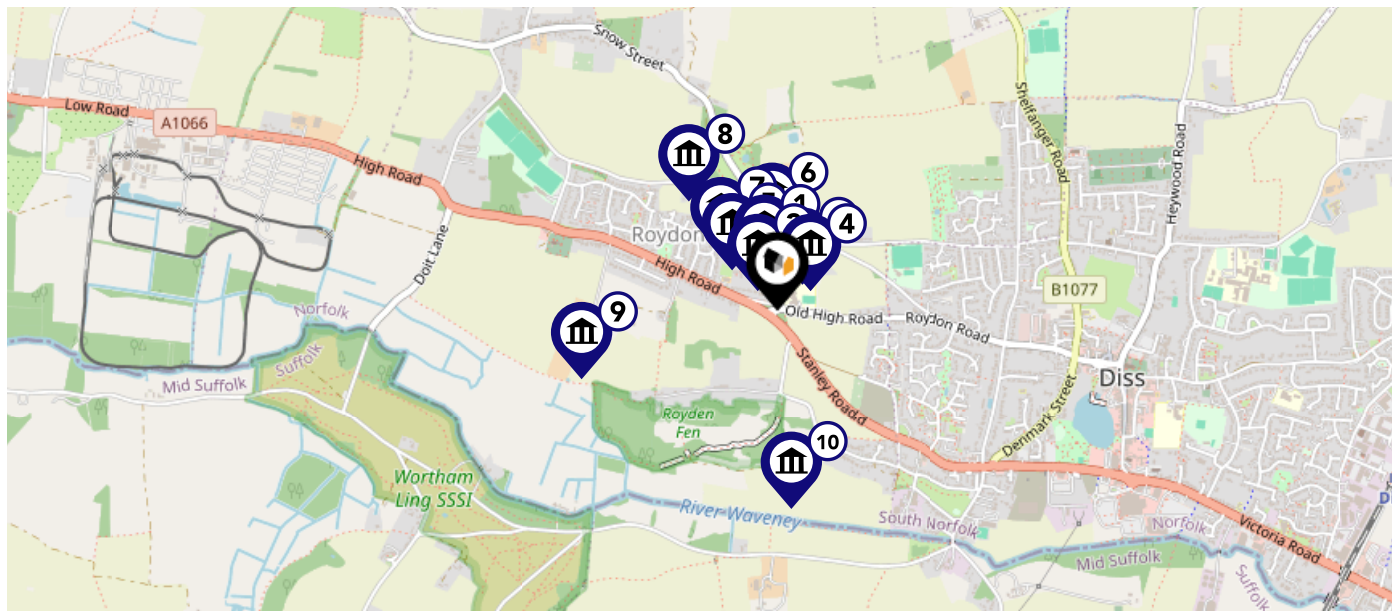 Snow Street
Low Road
A1066
High Road
Shelfanger Road
Heywood Road
8
7
6
1
4
Roydon
Doit Lane
High Road
B1077
Norfolk
9
Old High Road
Roydon Road
Suffolk
Mid Suffolk
Stanley Road
Diss
Denmark Street
Royden
Fen
10
Wortham
Ling SSSI
River Waveney
South Norfolk
Norfolk
Victoria Road
Mid Suffolk
Suffolk